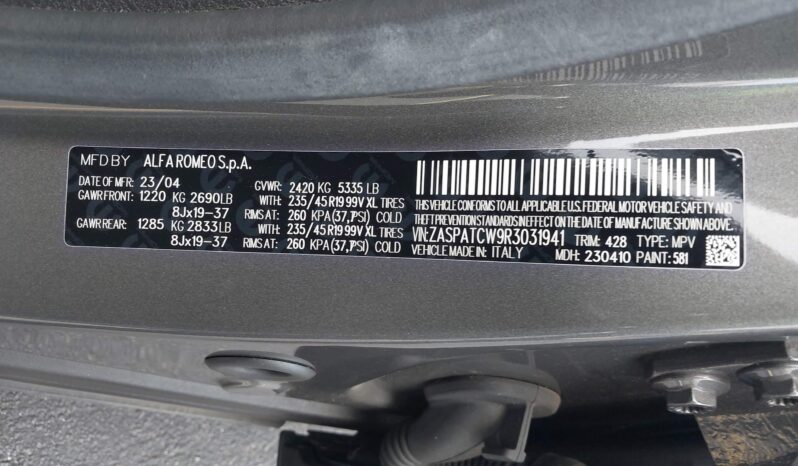 MFD BY ALFA ROMEO S.p.A.
DATE OF MFR 23/04 GVWR: 2420 KG 5335 LB
GAWR FRONT: 1220 KG 2690LB WITH: 235/45R19 99V XL TIRES
8Jx19-37 RIMS AT: 260 KPA (37,7PSI) COLD
GAWR REAR: 1285 KG 2833LB WITH: 235/45R19 99V XL TIRES
8Jx19-37 RIMS AT: 260 KPA (37,7PSI) COLD
THIS VEHICLE CONFORMS TO ALL APPLICABLE U.S. FEDERAL MOTOR VEHICLE SAFETY AND
THEFT PREVENTION STANDARDS IN EFFECT ON THE DATE OF MANUFACTURE SHOWN ABOVE.
VIN: ZASPATCW9R3031941 TRIM: 428 TYPE: MPV
VEHICLE MADE IN: ITALY MDH: 230410 PAINT: 581